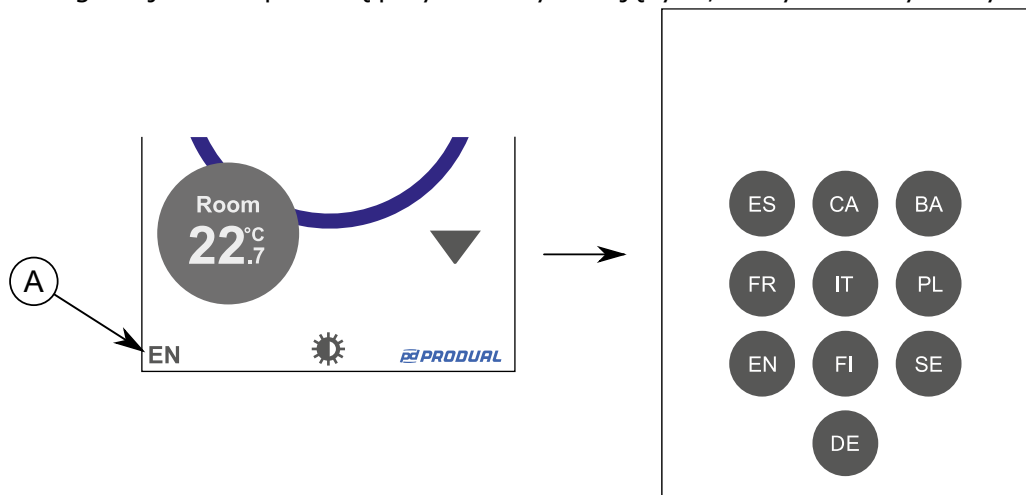 Room
22.7°C
A
EN
PRODUAL
ES CA BA
FR IT PL
EN FI SE
DE